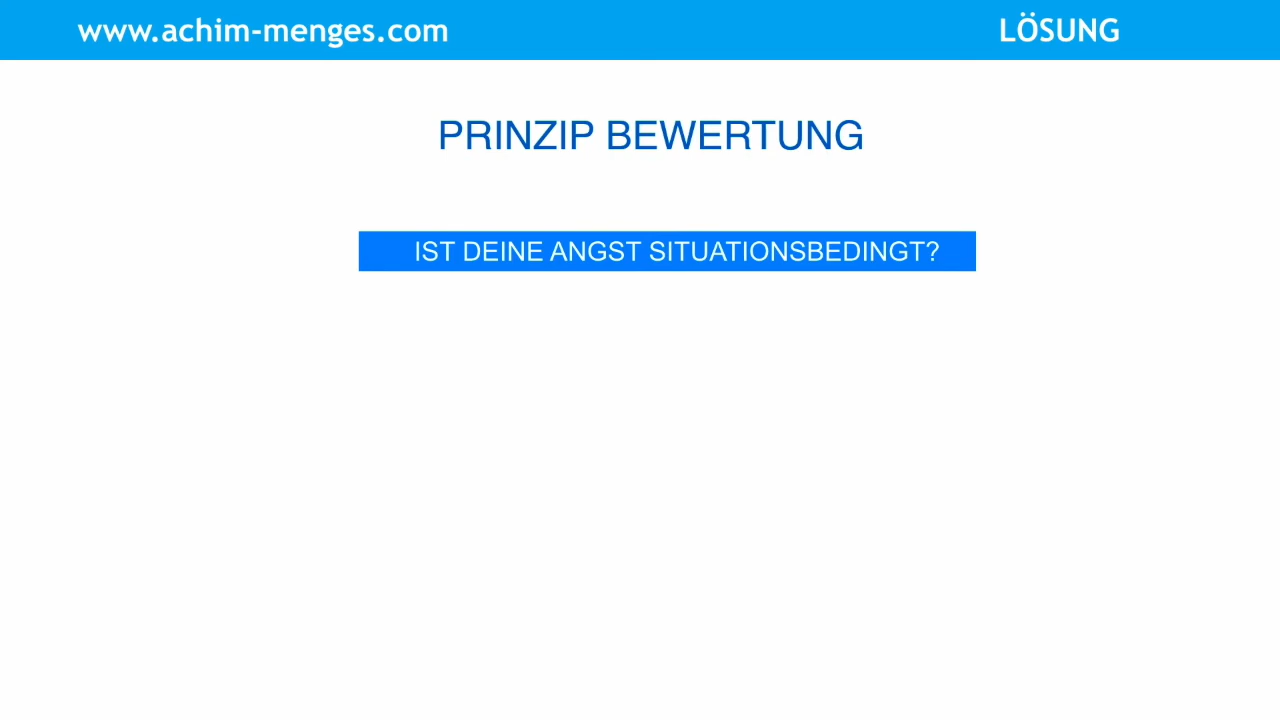 www.achim-menges.com LÖSUNG
PRINZIP BEWERTUNG
IST DEINE ANGST SITUATIONSBEDINGT?